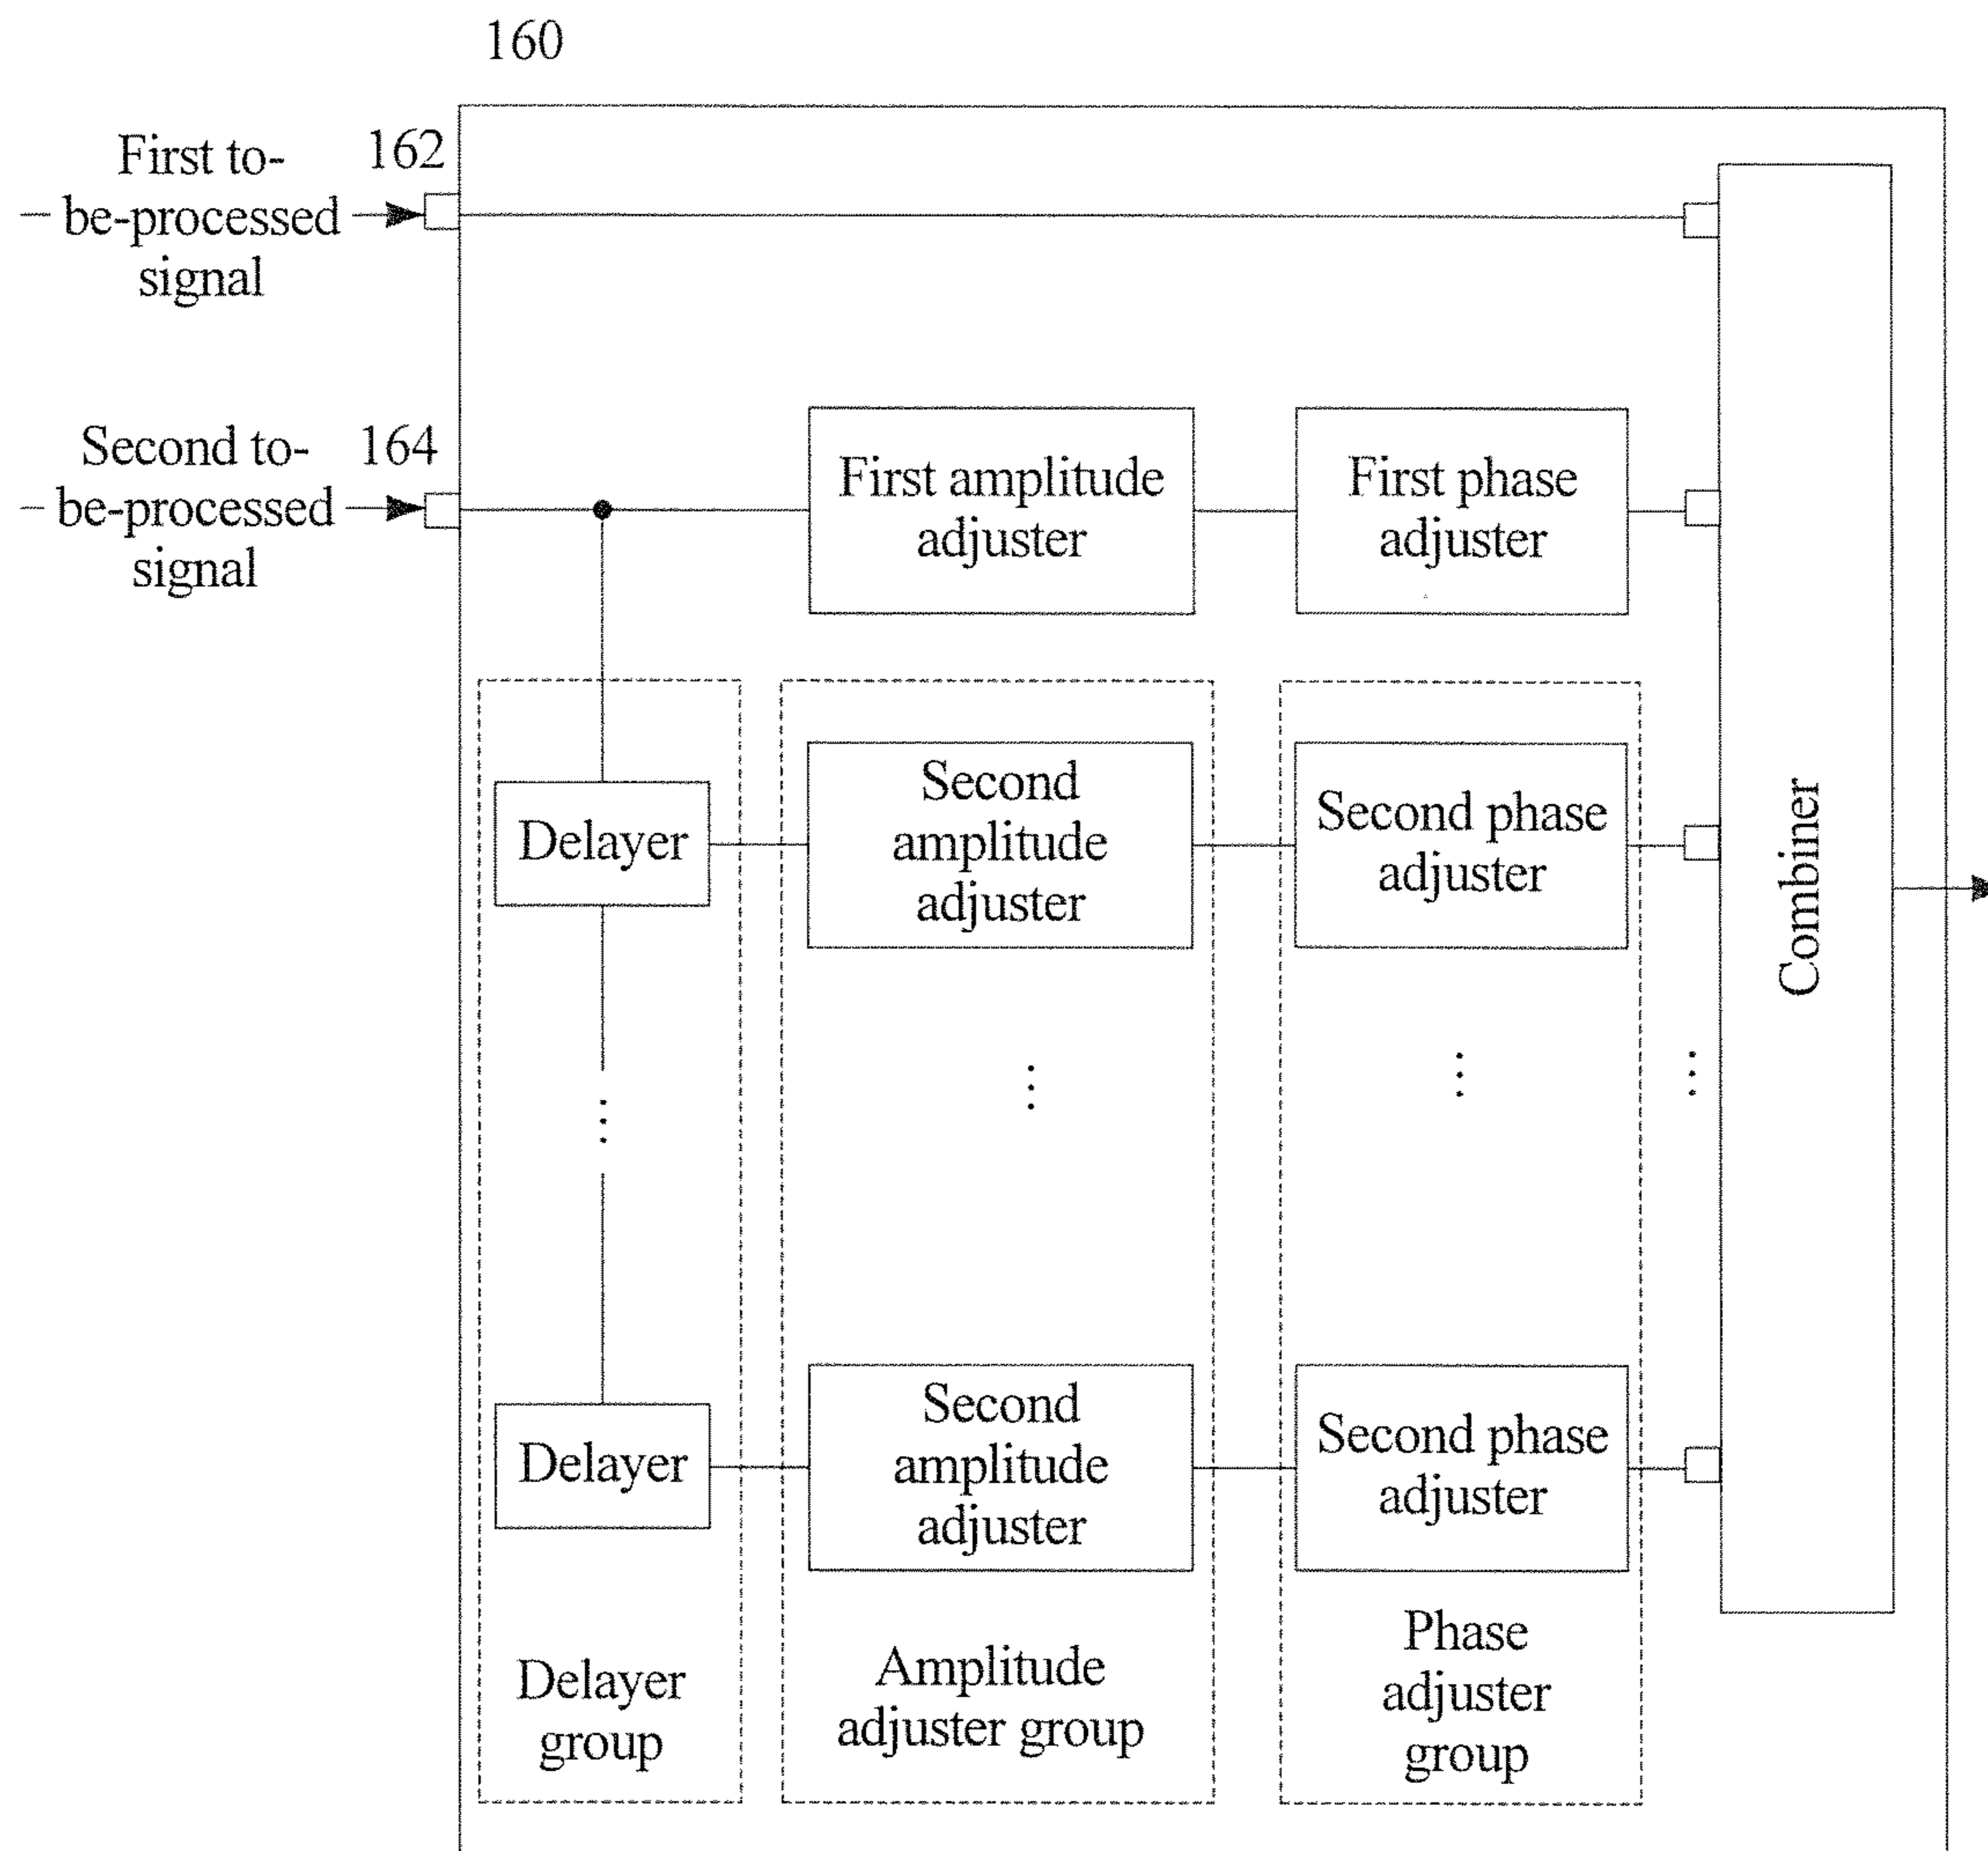 160
First to-
be-processed
signal
162
Second to-
be-processed
signal
164
First amplitude
adjuster
First phase
adjuster
Delayer
Second
amplitude
adjuster
Second phase
adjuster
Combiner
Delayer
Second
amplitude
adjuster
Second phase
adjuster
Delayer
group
Amplitude
adjuster group
Phase
adjuster
group